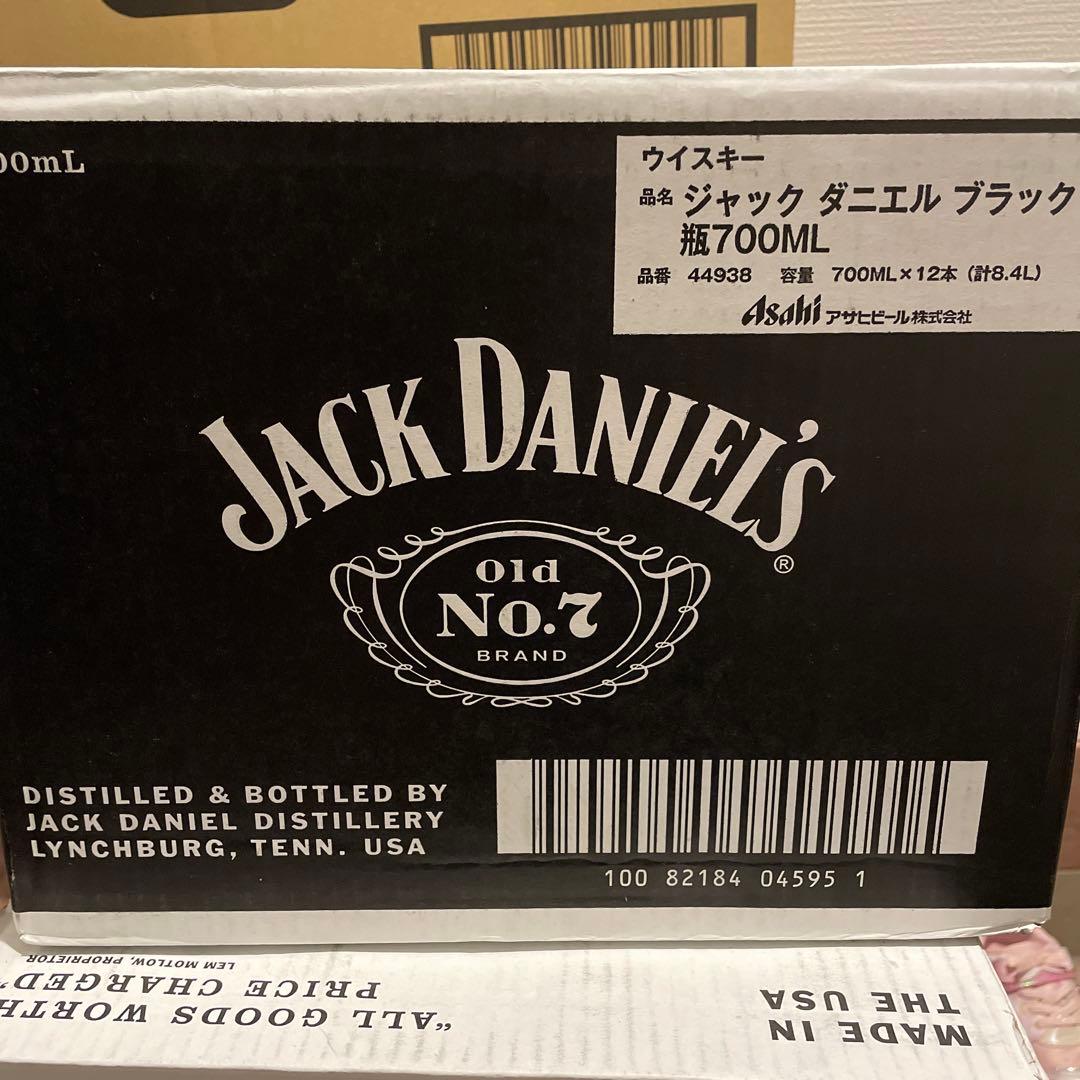 00mL
ウイスキー
品名 ジャック ダニエル ブラック
瓶700ML
品番 44938 容量 700ML×12本 (計8.4L)
Asahi アサヒビール株式会社
JACK DANIEL'S
®
Old
No.7
BRAND
DISTILLED & BOTTLED BY
JACK DANIEL DISTILLERY
LYNCHBURG, TENN. USA
100 82184 04595 1
"ALL GOODS WORTH
PRICE CHARGED"
LEM MOTLOW, PROPRIETOR
MADE IN
THE USA